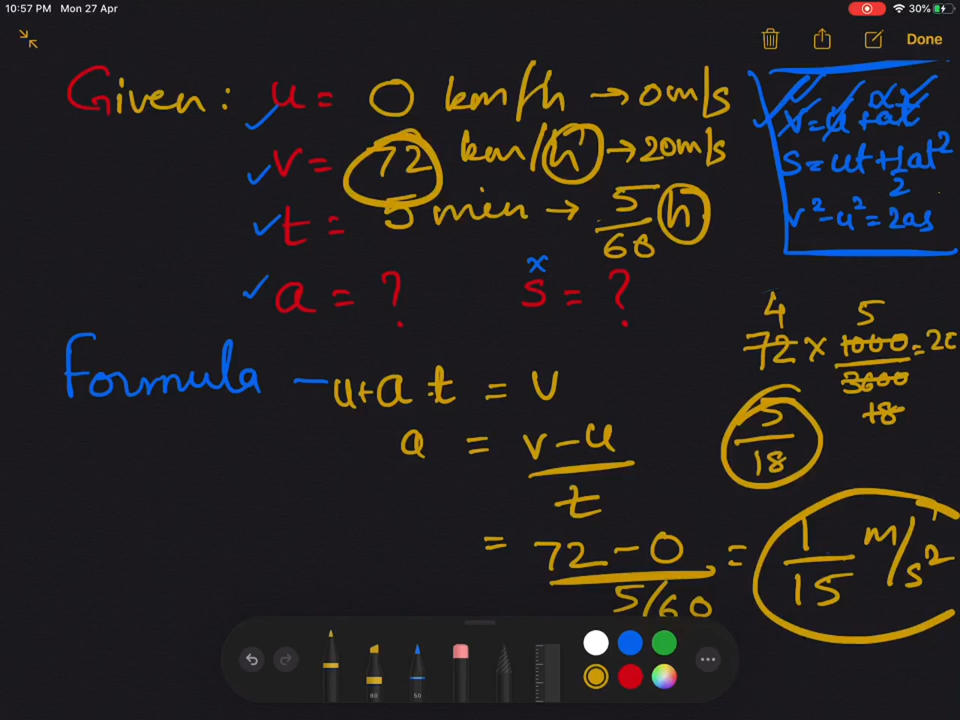 10:57 PM Mon 27 Apr
30%
Done
Given: u = 0 km/h → 0 m/s
v = 72 km/h → 20 m/s
t = 5 min → 5/60 h
a = ? s = ?
x
v = u + at
s = ut + 1/2 at²
v² - u² = 2as
4 5
72 × 1000/3600 = 20
18
5/18
Formula - u + a t = v
a = v - u / t
= 72 - 0 / 5/60 = 1/15 m/s²
80
50